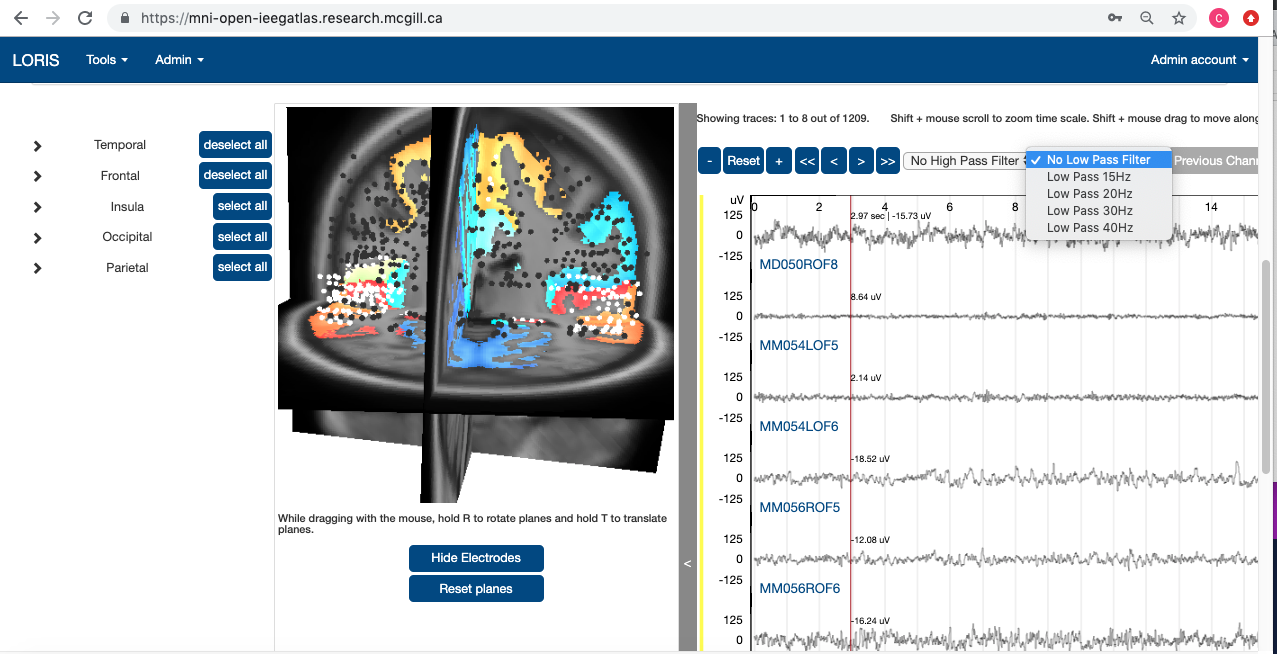 https://mni-open-ieegatlas.research.mcgill.ca
C
LORIS Tools Admin Admin account
Temporal deselect all
Frontal deselect all
Insula select all
Occipital select all
Parietal select all
While dragging with the mouse, hold R to rotate planes and hold T to translate
planes.
Hide Electrodes
Reset planes
<
Showing traces: 1 to 8 out of 1209. Shift + mouse scroll to zoom time scale. Shift + mouse drag to move along
- Reset + << < > >> No High Pass Filter ✓ No Low Pass Filter Previous Chann
Low Pass 15Hz
Low Pass 20Hz
Low Pass 30Hz
Low Pass 40Hz
uV 0 2 4 6 8 14
125 2.97 sec | -15.73 uV
0
-125
MD050ROF8
125 8.64 uV
0
-125
MM054LOF5
125 2.14 uV
0
-125
MM054LOF6
125 -18.52 uV
0
-125
MM056ROF5
125 -12.08 uV
0
-125
MM056ROF6
125 -16.24 uV
0